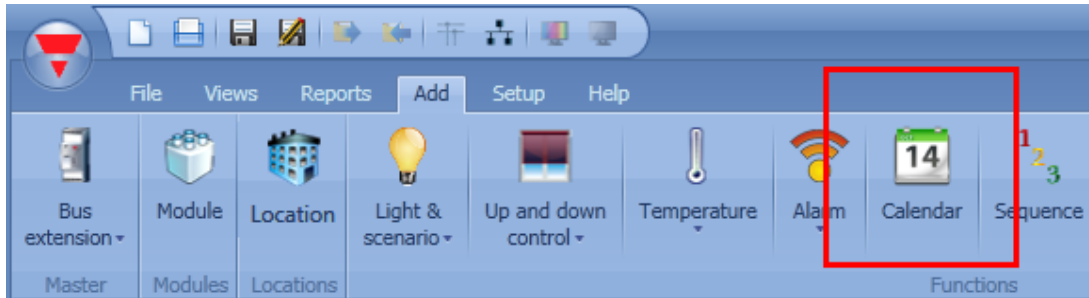 File Views Reports Add Setup Help
14
1
2
3
Bus extension
Module
Location
Light & scenario
Up and down control
Temperature
Alarm
Calendar
Sequence
Master
Modules
Locations
Functions